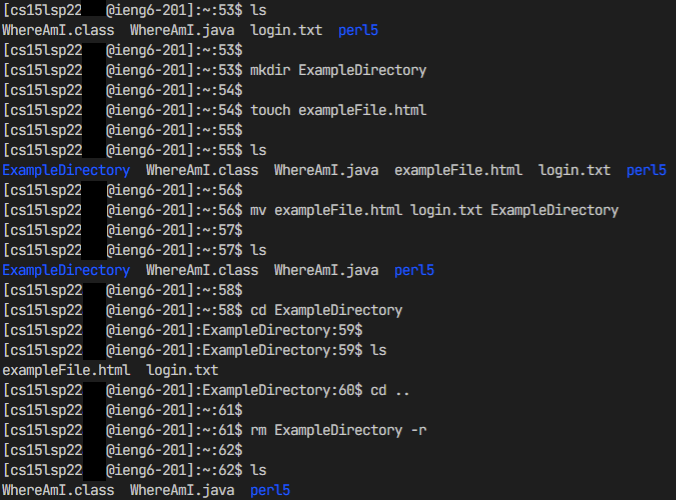 [cs15lsp22 @ieng6-201]:~:53$ ls
WhereAmI.class  WhereAmI.java  login.txt  perl5
[cs15lsp22 @ieng6-201]:~:53$
[cs15lsp22 @ieng6-201]:~:53$ mkdir ExampleDirectory
[cs15lsp22 @ieng6-201]:~:54$
[cs15lsp22 @ieng6-201]:~:54$ touch exampleFile.html
[cs15lsp22 @ieng6-201]:~:55$
[cs15lsp22 @ieng6-201]:~:55$ ls
ExampleDirectory  WhereAmI.class  WhereAmI.java  exampleFile.html  login.txt  perl5
[cs15lsp22 @ieng6-201]:~:56$
[cs15lsp22 @ieng6-201]:~:56$ mv exampleFile.html login.txt ExampleDirectory
[cs15lsp22 @ieng6-201]:~:57$
[cs15lsp22 @ieng6-201]:~:57$ ls
ExampleDirectory  WhereAmI.class  WhereAmI.java  perl5
[cs15lsp22 @ieng6-201]:~:58$
[cs15lsp22 @ieng6-201]:~:58$ cd ExampleDirectory
[cs15lsp22 @ieng6-201]:ExampleDirectory:59$
[cs15lsp22 @ieng6-201]:ExampleDirectory:59$ ls
exampleFile.html  login.txt
[cs15lsp22 @ieng6-201]:ExampleDirectory:60$ cd ..
[cs15lsp22 @ieng6-201]:~:61$
[cs15lsp22 @ieng6-201]:~:61$ rm ExampleDirectory -r
[cs15lsp22 @ieng6-201]:~:62$
[cs15lsp22 @ieng6-201]:~:62$ ls
WhereAmI.class  WhereAmI.java  perl5